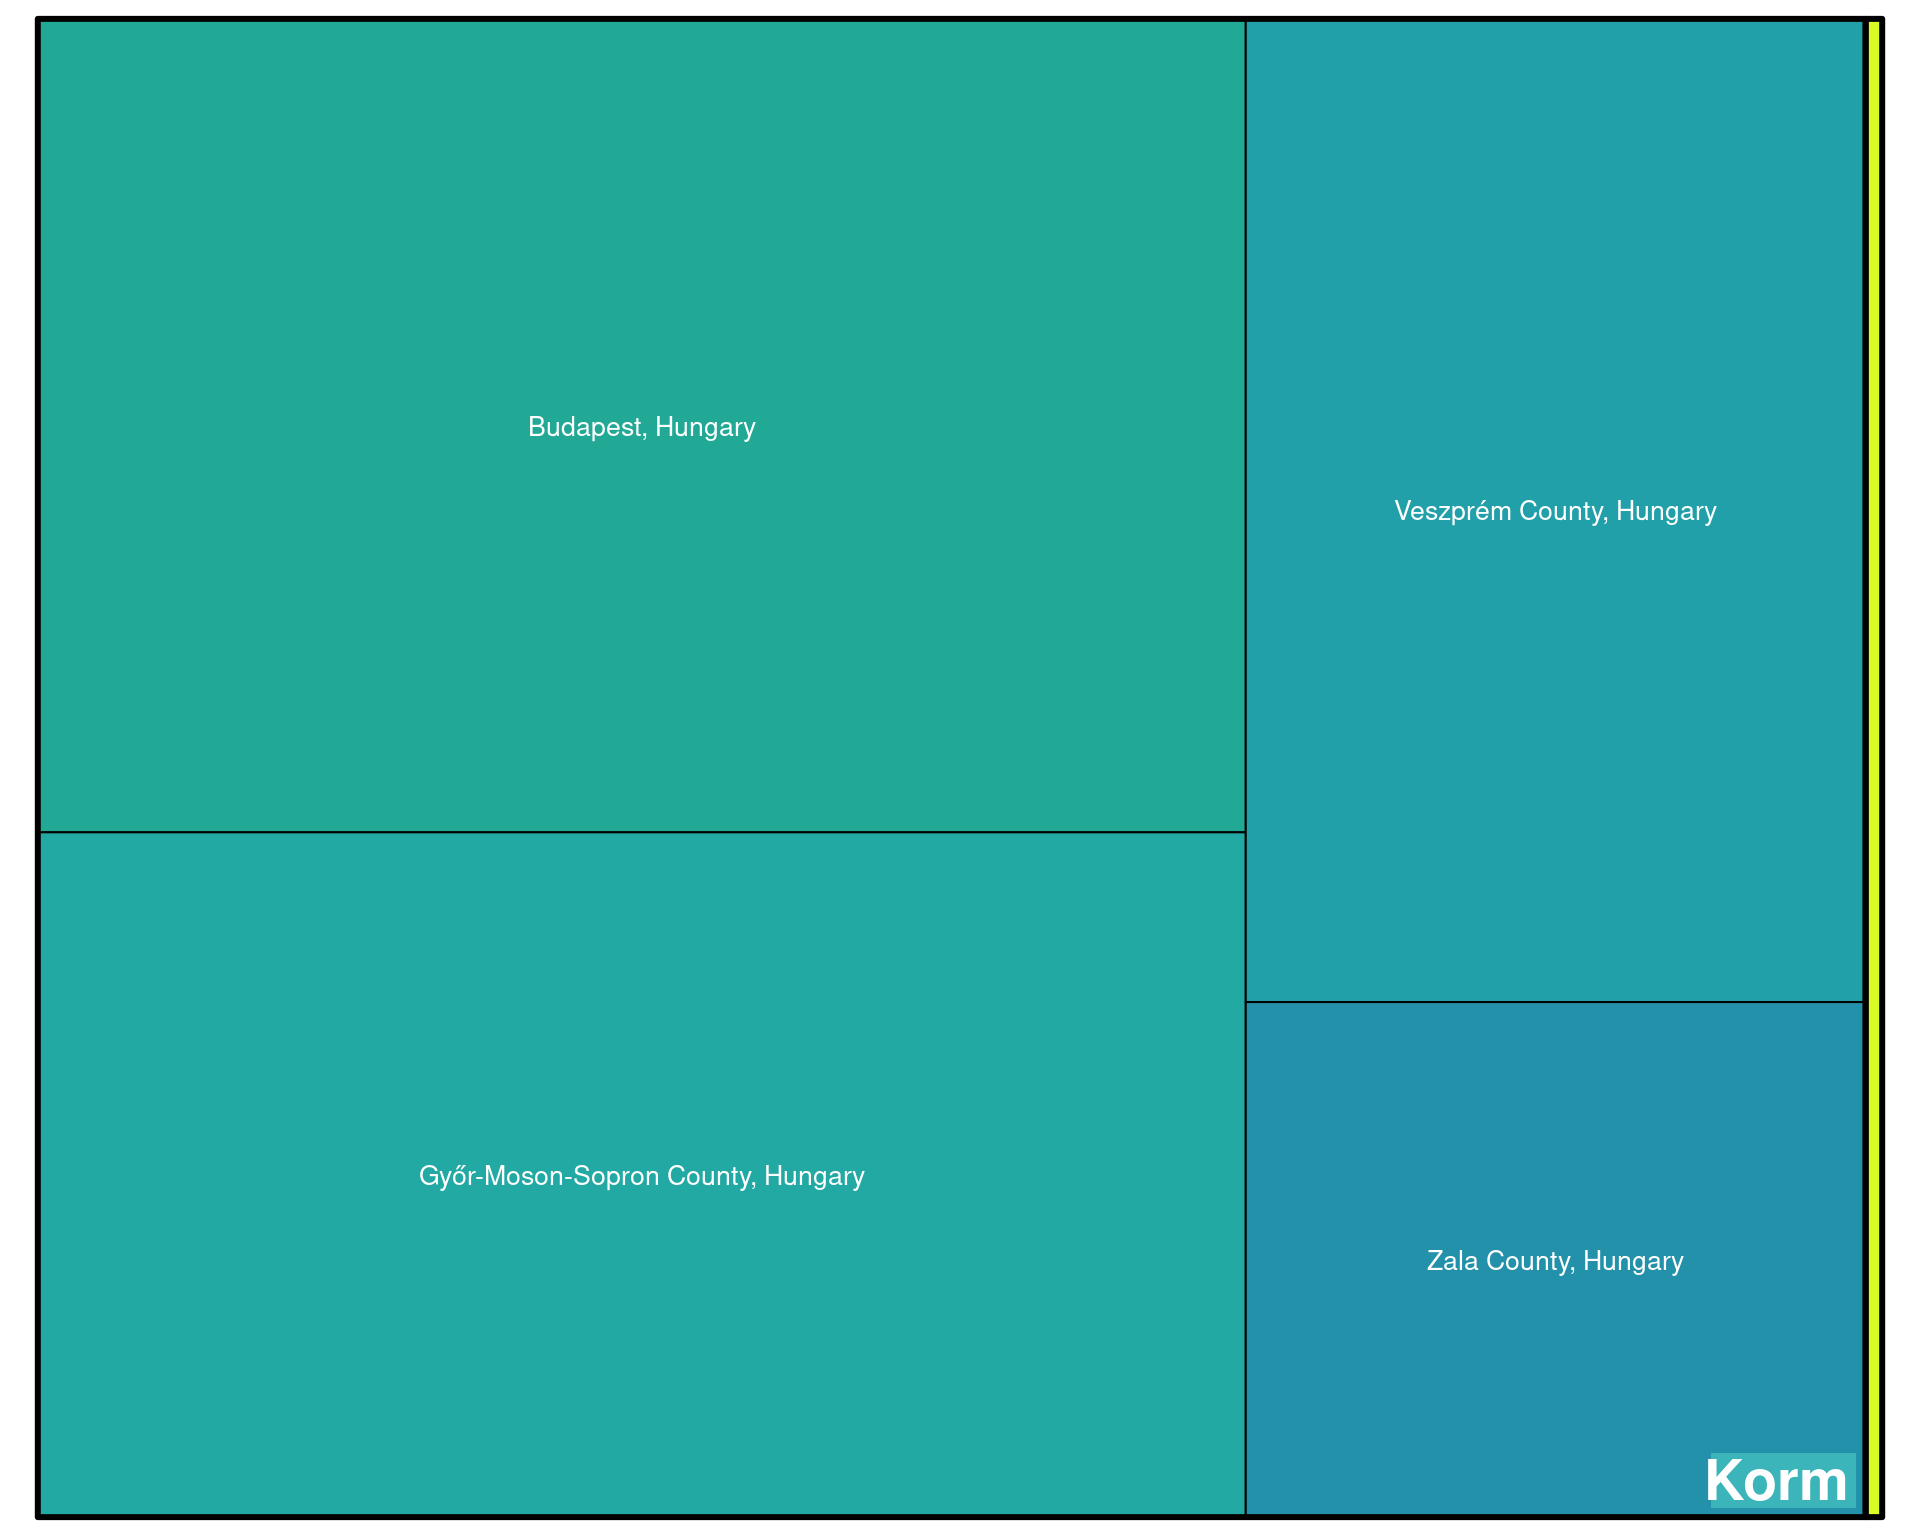 Budapest, Hungary
Veszprém County, Hungary
Győr-Moson-Sopron County, Hungary
Zala County, Hungary
Korm